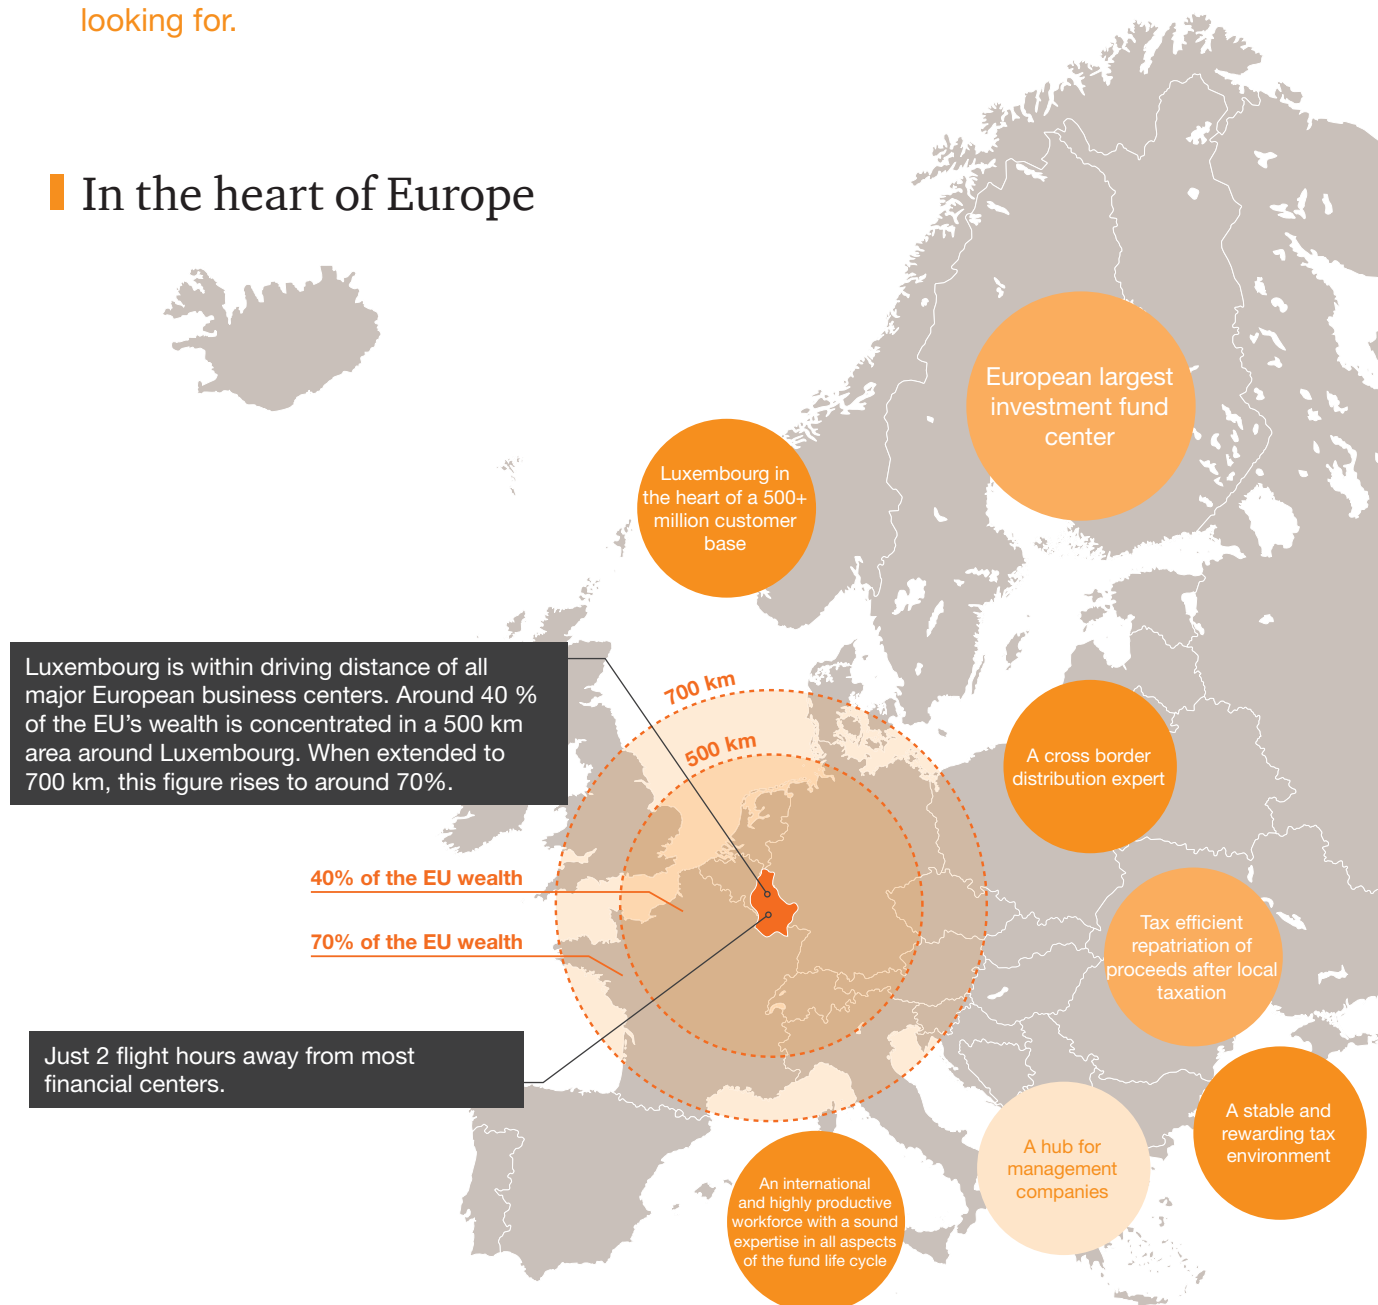 looking for.
In the heart of Europe
European largest
investment fund
center
Luxembourg in
the heart of a 500+
million customer
base
Luxembourg is within driving distance of all
major European business centers. Around 40 %
of the EU's wealth is concentrated in a 500 km
area around Luxembourg. When extended to
700 km, this figure rises to around 70%.
700 km
500 km
A cross border
distribution expert
40% of the EU wealth
70% of the EU wealth
Tax efficient
repatriation of
proceeds after local
taxation
Just 2 flight hours away from most
financial centers.
A stable and
rewarding tax
environment
A hub for
management
companies
An international
and highly productive
workforce with a sound
expertise in all aspects
of the fund life cycle